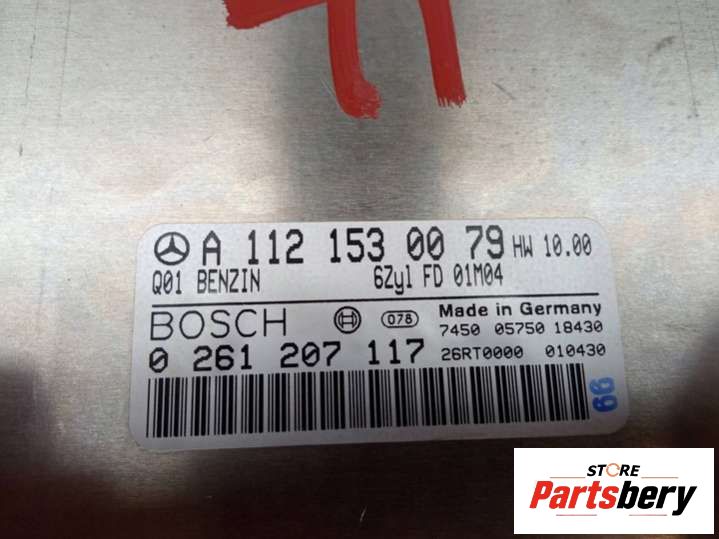 A 112 153 00 79 HW 10.00
Q01 BENZIN 6Zyl FD 01M04
BOSCH 078 Made in Germany
7450 05750 18430
0 261 207 117 26RT0000 010430
66
STORE
Partsbery